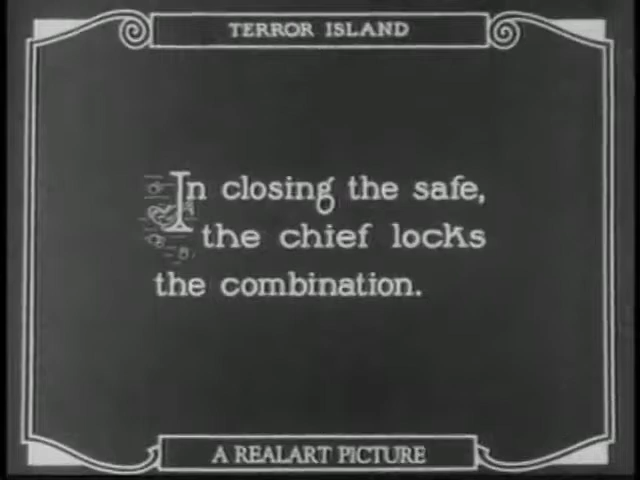 TERROR ISLAND
In closing the safe,
the chief locks
the combination.
A REALART PICTURE